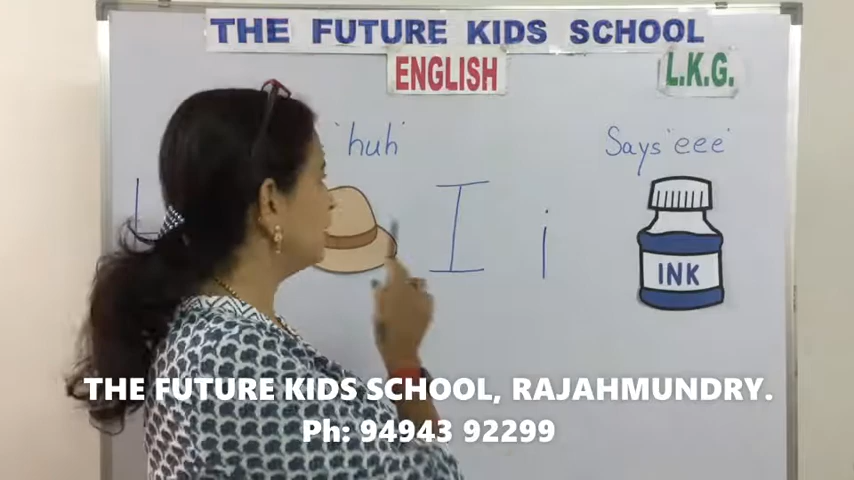 THE FUTURE KIDS SCHOOL
ENGLISH
L.K.G.
'huh'
Says 'eee'
I i
INK
THE FUTURE KIDS SCHOOL, RAJAHMUNDRY.
Ph: 94943 92299